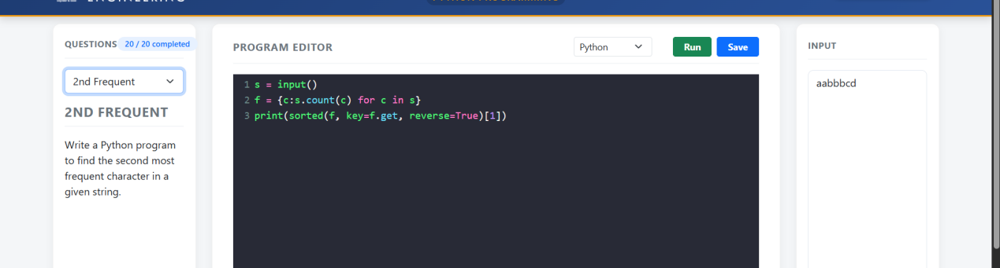 QUESTIONS 20 / 20 completed
2nd Frequent
2ND FREQUENT
Write a Python program
to find the second most
frequent character in a
given string.
PROGRAM EDITOR
Python
Run
Save
1 s = input()
2 f = {c:s.count(c) for c in s}
3 print(sorted(f, key=f.get, reverse=True)[1])
INPUT
aabbbcd